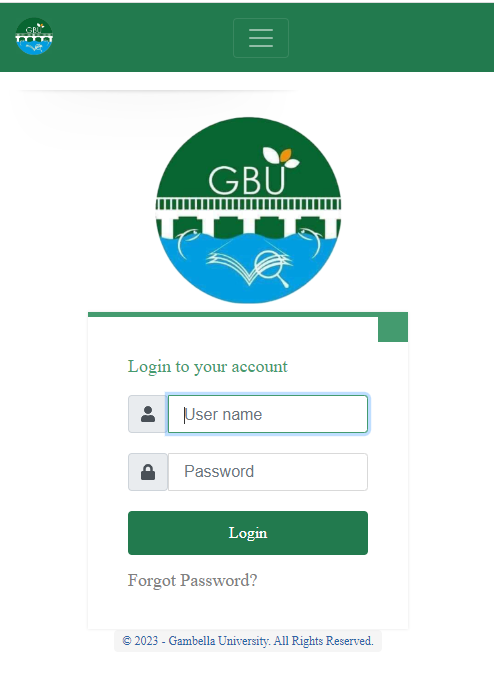 GBU
GBU
Login to your account
User name
Password
Login
Forgot Password?
© 2023 - Gambella University. All Rights Reserved.